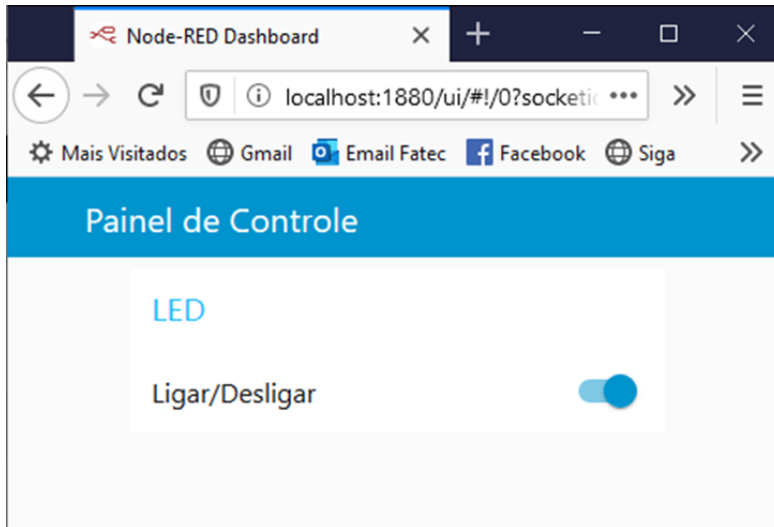 Node-RED Dashboard
localhost:1880/ui/#!/0?socketic
Mais Visitados Gmail Email Fatec Facebook Siga
Painel de Controle
LED
Ligar/Desligar